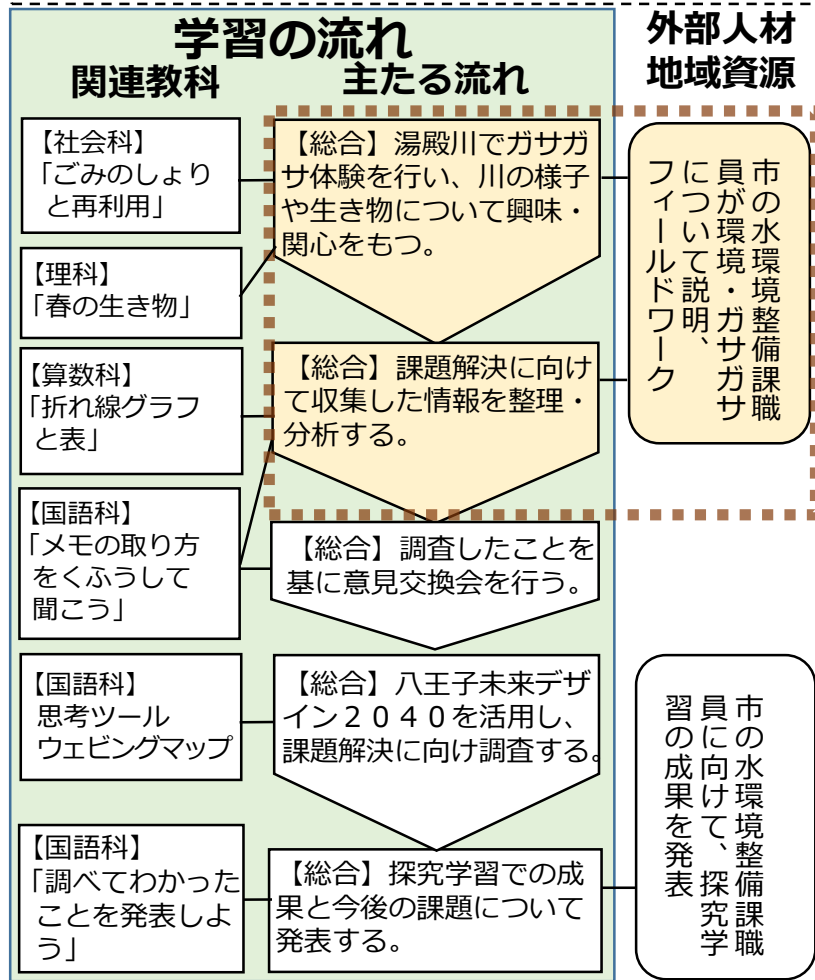 学習の流れ
関連教科
主たる流れ
外部人材
地域資源
【社会科】
「ごみのしょり
と再利用」
【総合】湯殿川でガサガ
サ体験を行い、川の様子
や生き物について興味・
関心をもつ。
市の水環境整備課職
員が環境・ガサガサ
について説明、
フィールドワーク
【理科】
「春の生き物」
【算数科】
「折れ線グラフ
と表」
【総合】課題解決に向け
て収集した情報を整理・
分析する。
【国語科】
「メモの取り方
をくふうして
聞こう」
【総合】調査したことを
基に意見交換会を行う。
【国語科】
思考ツール
ウェビングマップ
【総合】八王子未来デザ
イン２０４０を活用し、
課題解決に向け調査する。
【国語科】
「調べてわかった
ことを発表しよ
う」
【総合】探究学習での成
果と今後の課題について
発表する。
市の水環境整備課職
員に向けて、探究学
習の成果を発表